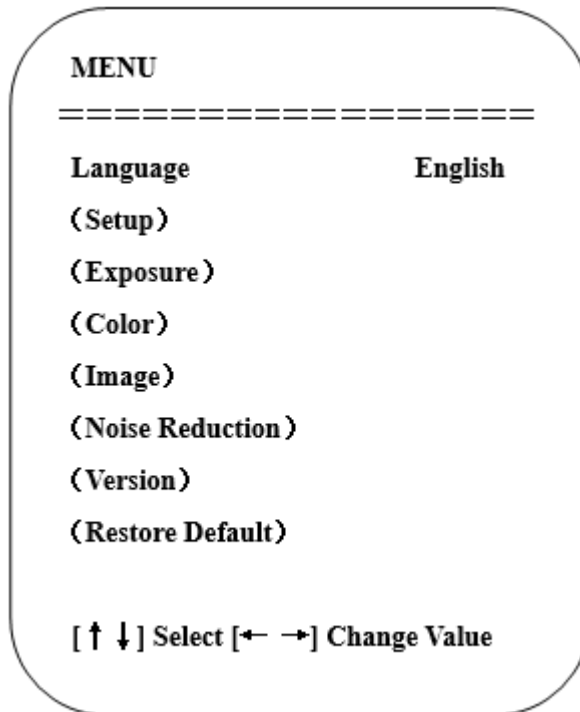 MENU
===================
Language English
（Setup）
（Exposure）
（Color）
（Image）
（Noise Reduction）
（Version）
（Restore Default）
[↑ ↓] Select [← →] Change Value